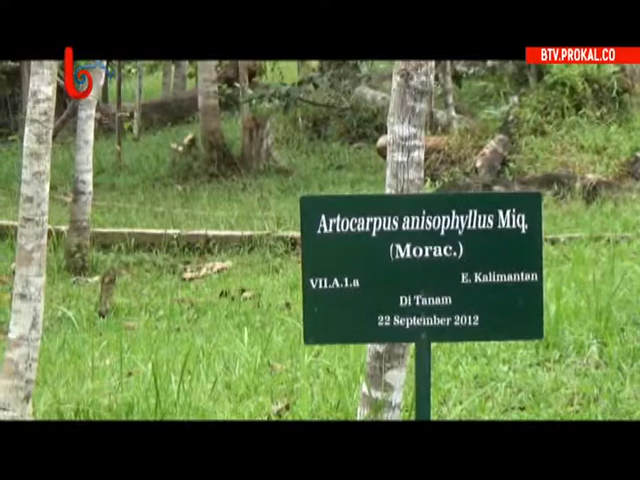 b
BTV.PROKAL.CO
Artocarpus anisophyllus Miq.
(Morac.)
VII.A.1.a E. Kalimantan
Di Tanam
22 September 2012